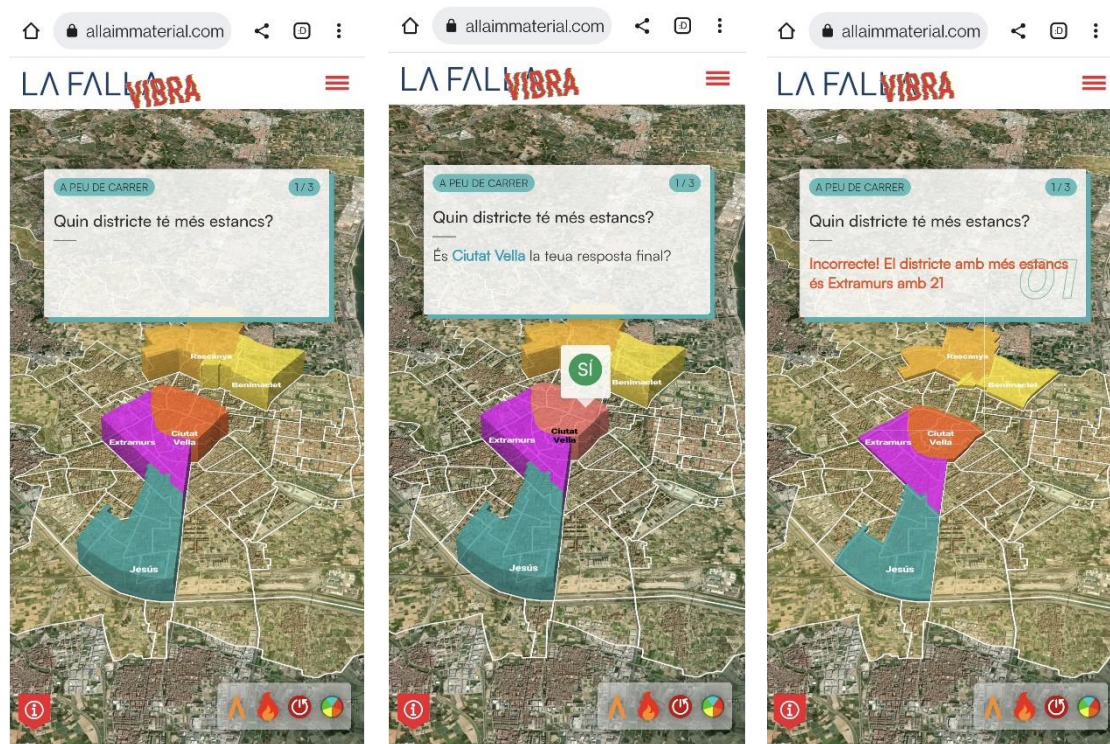 allaimmaterial.com
:D
LA FALLA
VIBRA
A PEU DE CARRER
1/3
Quin districte té més estancs?
Rascanya
Benimaclet
Extramurs
Ciutat
Vella
Jesús
allaimmaterial.com
:D
LA FALLA
VIBRA
A PEU DE CARRER
1/3
Quin districte té més estancs?
És Ciutat Vella la teua resposta final?
SÍ
Benimaclet
Extramurs
Ciutat
Vella
Jesús
allaimmaterial.com
:D
LA FALLA
VIBRA
A PEU DE CARRER
1/3
Quin districte té més estancs?
Incorrecte! El districte amb més estancs
és Extramurs amb 21
01
Rascanya
Benimaclet
Extramurs
Ciutat
Vella
Jesús